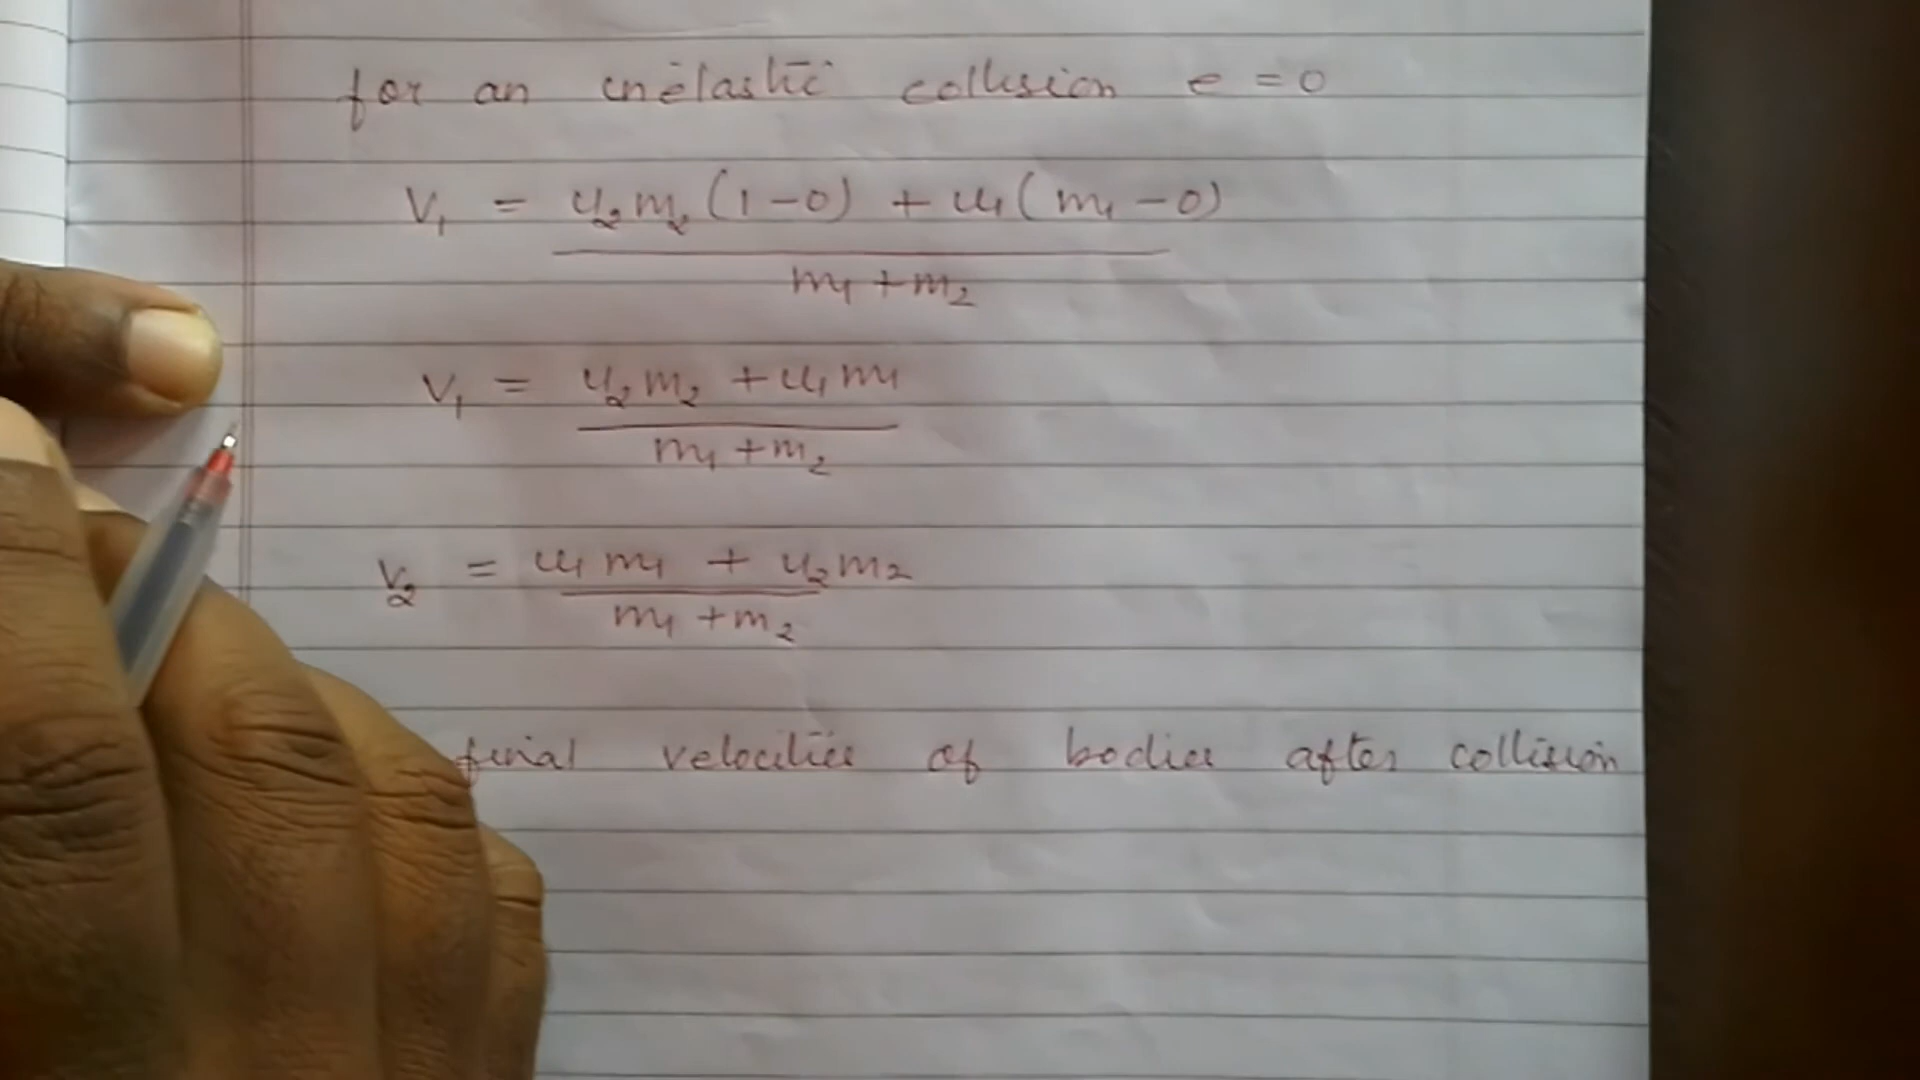 for an inelastic collision e = 0
V₁ = u₂m₂(1-0) + u₁(m₁-0)
m₁+m₂
V₁ = u₂m₂ + u₁m₁
m₁+m₂
V₂ = u₁m₁ + u₂m₂
m₁+m₂
final velocities of bodies after collision